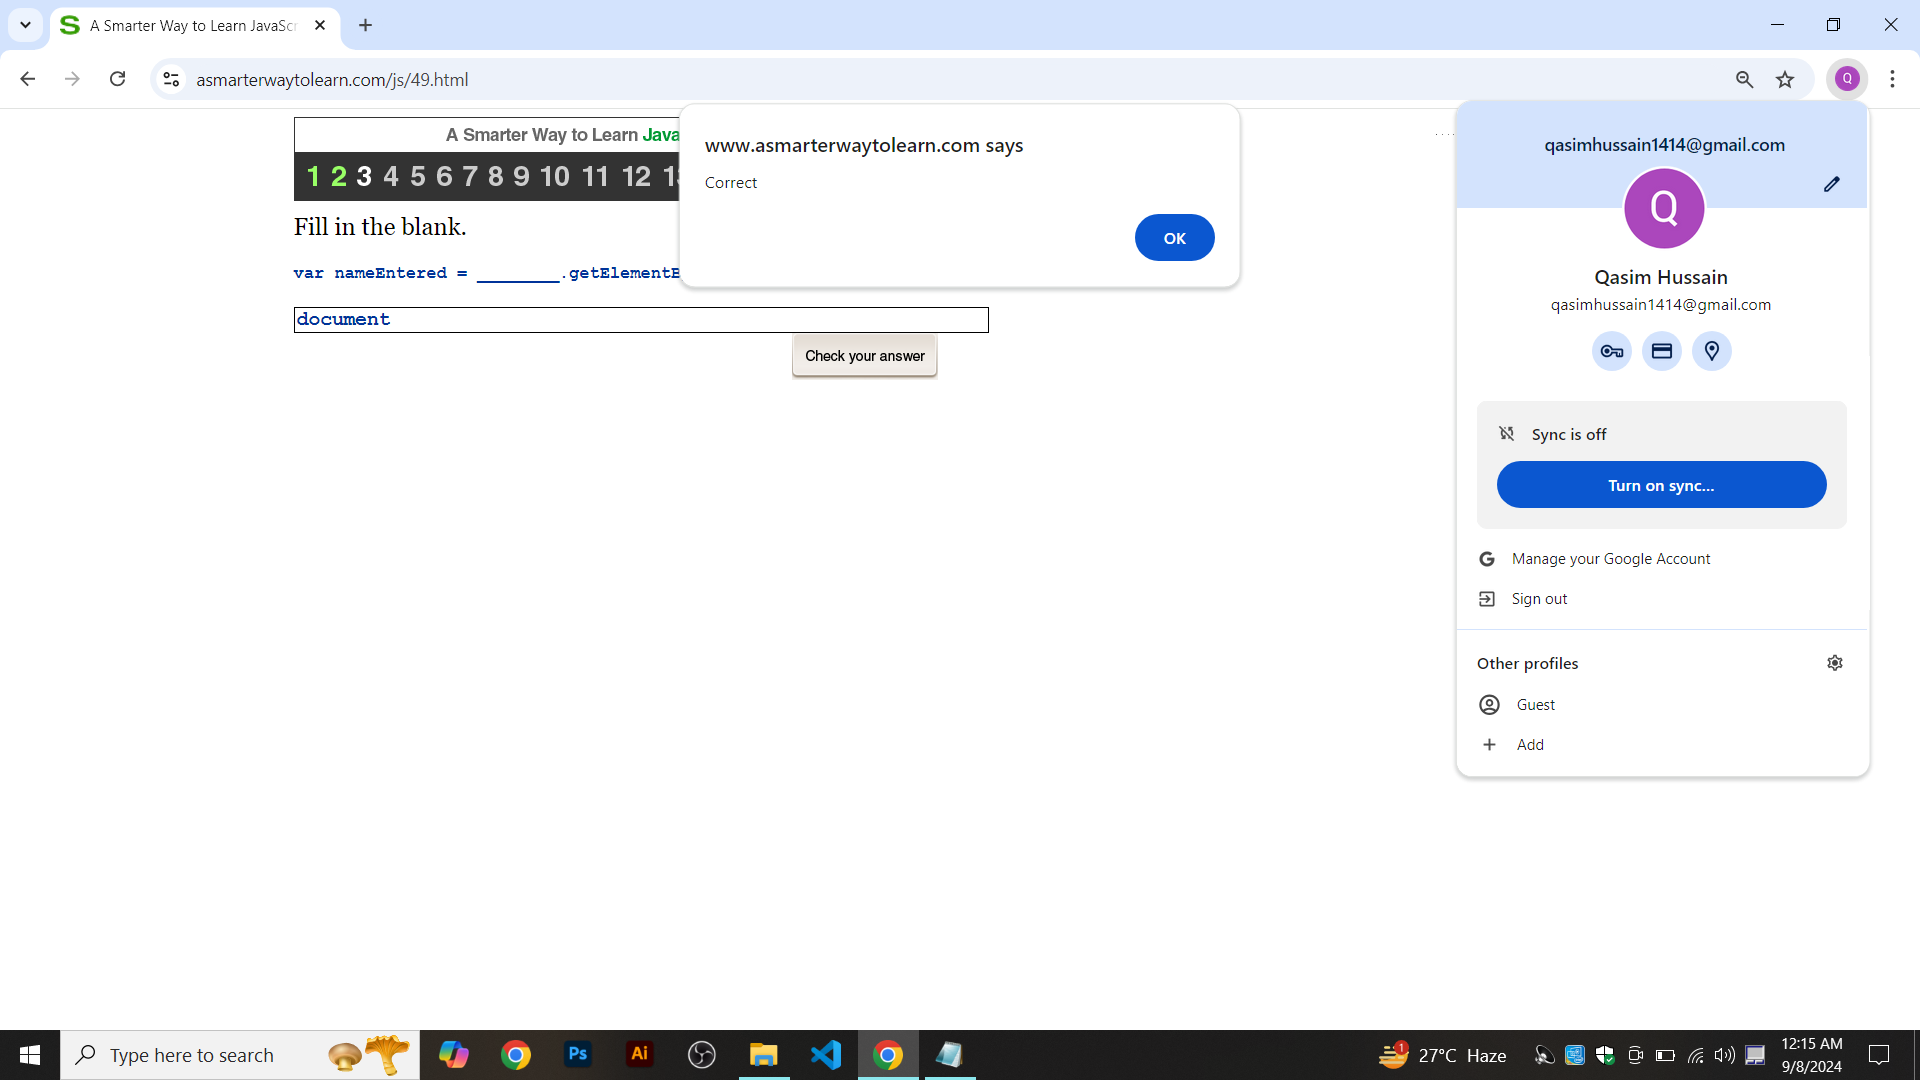 A Smarter Way to Learn JavaScr
asmarterwaytolearn.com/js/49.html
Q
A Smarter Way to Learn Java
1 2 3 4 5 6 7 8 9 10 11 12
Fill in the blank.
var nameEntered = ________.getElement
document
Check your answer
www.asmarterwaytolearn.com says
Correct
OK
qasimhussain1414@gmail.com
Q
Qasim Hussain
qasimhussain1414@gmail.com
Sync is off
Turn on sync...
Manage your Google Account
Sign out
Other profiles
Guest
Add
Type here to search
Ps
Ai
1
27°C Haze
12:15 AM
9/8/2024